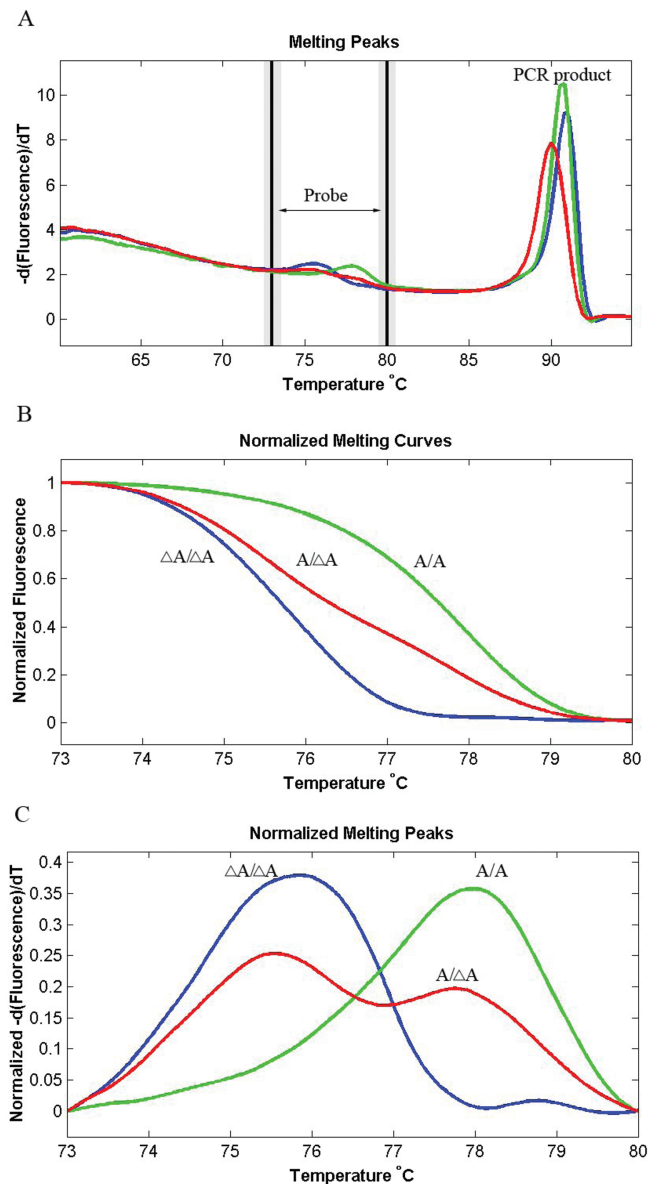 A
Melting Peaks
PCR product
Probe
-d(Fluorescence)/dT
10
8
6
4
2
0
65 70 75 80 85 90
Temperature °C
B
Normalized Melting Curves
△A/△A A/△A A/A
Normalized Fluorescence
1
0.8
0.6
0.4
0.2
0
73 74 75 76 77 78 79 80
Temperature °C
C
Normalized Melting Peaks
△A/△A A/A
A/△A
Normalized -d(Fluorescence)/dT
0.4
0.35
0.3
0.25
0.2
0.15
0.1
0.05
0
73 74 75 76 77 78 79 80
Temperature °C